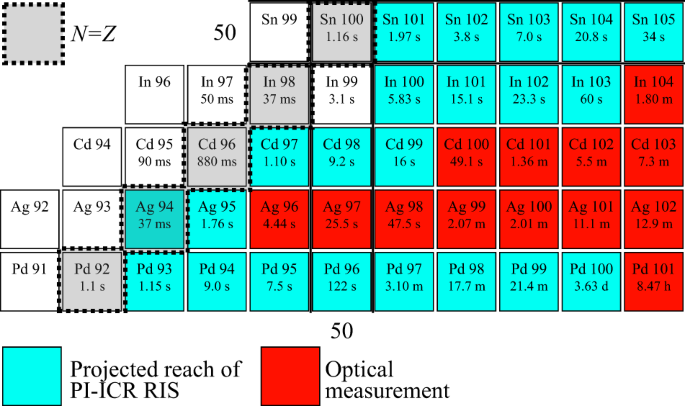 Sn 99 Sn 100 Sn 101 Sn 102 Sn 103 Sn 104 Sn 105
1.16 s 1.97 s 3.8 s 7.0 s 20.8 s 34 s
N=Z 50
In 96 In 97 In 98 In 99 In 100 In 101 In 102 In 103 In 104
50 ms 37 ms 3.1 s 5.83 s 15.1 s 23.3 s 60 s 1.80 m
Cd 94 Cd 95 Cd 96 Cd 97 Cd 98 Cd 99 Cd 100 Cd 101 Cd 102 Cd 103
90 ms 880 ms 1.10 s 9.2 s 16 s 49.1 s 1.36 m 5.5 m 7.3 m
Ag 92 Ag 93 Ag 94 Ag 95 Ag 96 Ag 97 Ag 98 Ag 99 Ag 100 Ag 101 Ag 102
37 ms 1.76 s 4.44 s 25.5 s 47.5 s 2.07 m 2.01 m 11.1 m 12.9 m
Pd 91 Pd 92 Pd 93 Pd 94 Pd 95 Pd 96 Pd 97 Pd 98 Pd 99 Pd 100 Pd 101
1.1 s 1.15 s 9.0 s 7.5 s 122 s 3.10 m 17.7 m 21.4 m 3.63 d 8.47 h
50
Projected reach of
PI-ICR RIS
Optical
measurement